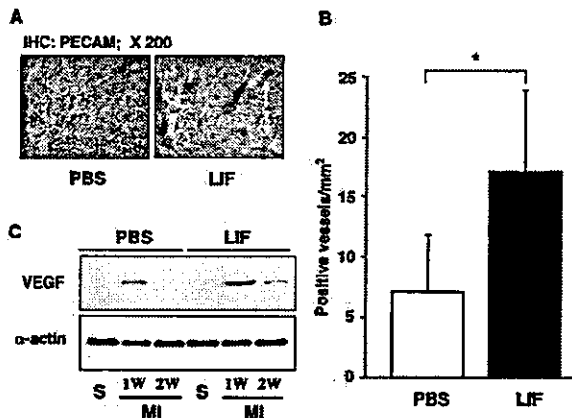 A
IHC: PECAM; X 200
PBS
LIF
B
*
Positive vessels/mm²
25
20
15
10
5
0
PBS
LIF
C
PBS
LIF
VEGF
α-actin
S
1W
2W
S
1W
2W
MI
MI